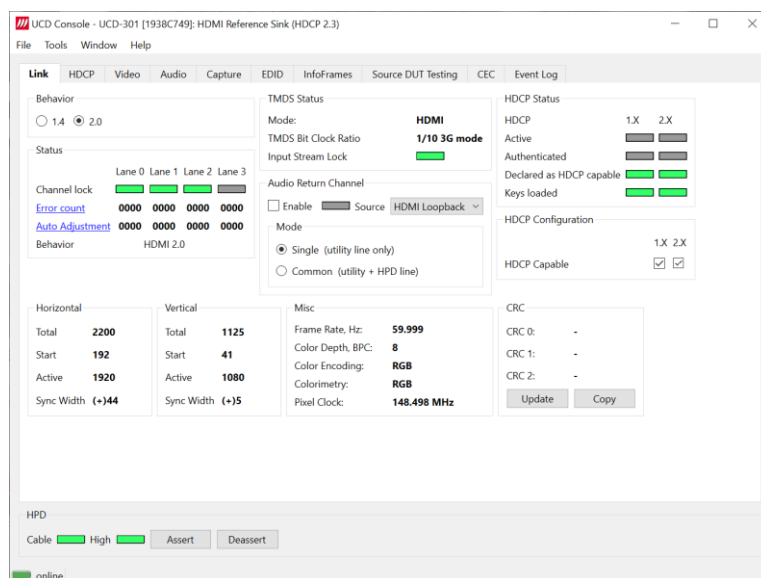 UCD Console - UCD-301 [1938C749]: HDMI Reference Sink (HDCP 2.3)
File Tools Window Help
Link HDCP Video Audio Capture EDID InfoFrames Source DUT Testing CEC Event Log
Behavior
1.4 2.0
Status
Lane 0 Lane 1 Lane 2 Lane 3
Channel lock
Error count 0000 0000 0000 0000
Auto Adjustment 0000 0000 0000 0000
Behavior HDMI 2.0
TMDS Status
Mode: HDMI
TMDS Bit Clock Ratio 1/10 3G mode
Input Stream Lock
Audio Return Channel
Enable Source HDMI Loopback
Mode
Single (utility line only)
Common (utility + HPD line)
HDCP Status
HDCP 1.X 2.X
Active
Authenticated
Declared as HDCP capable
Keys loaded
HDCP Configuration
1.X 2.X
HDCP Capable
Horizontal
Total 2200
Start 192
Active 1920
Sync Width (+)44
Vertical
Total 1125
Start 41
Active 1080
Sync Width (+)5
Misc
Frame Rate, Hz: 59.999
Color Depth, BPC: 8
Color Encoding: RGB
Colorimetry: RGB
Pixel Clock: 148.498 MHz
CRC
CRC 0: -
CRC 1: -
CRC 2: -
Update Copy
HPD
Cable High Assert Deassert
online